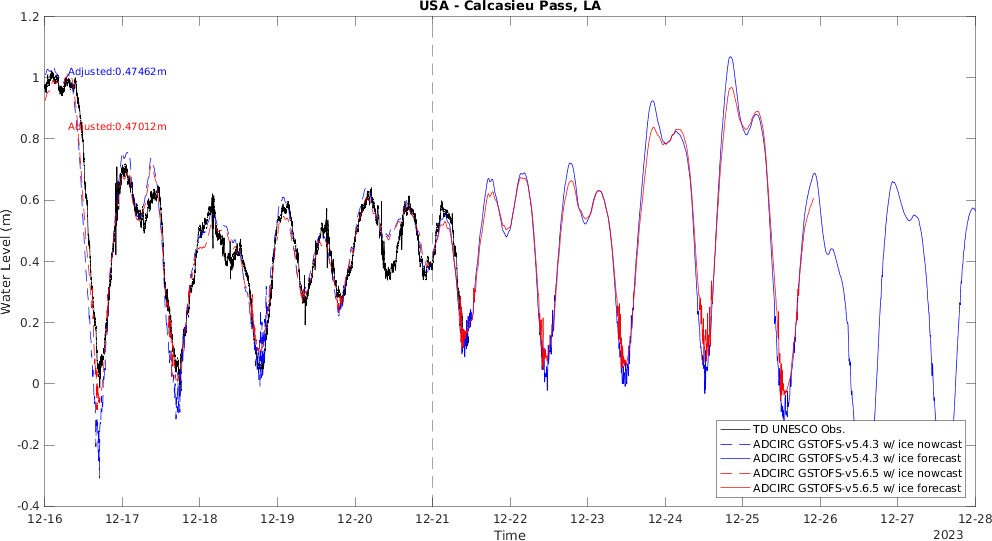 USA - Calcasieu Pass, LA
Water Level (m)
1.2
1
0.8
0.6
0.4
0.2
0
-0.2
-0.4
Adjusted:0.47462m
Adjusted:0.47012m
TD UNESCO Obs.
ADCIRC GSTOFS-v5.4.3 w/ ice nowcast
ADCIRC GSTOFS-v5.4.3 w/ ice forecast
ADCIRC GSTOFS-v5.6.5 w/ ice nowcast
ADCIRC GSTOFS-v5.6.5 w/ ice forecast
12-16 12-17 12-18 12-19 12-20 12-21 12-22 12-23 12-24 12-25 12-26 12-27 12-28
Time
2023